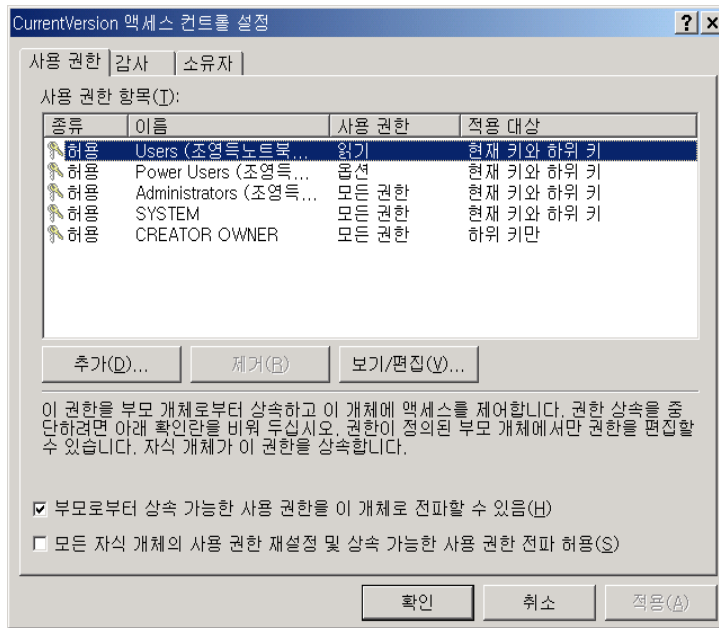 CurrentVersion 액세스 컨트롤 설정
사용 권한 감사 소유자
사용 권한 항목(T):
종류 이름 사용 권한 적용 대상
허용 Users (조영득노트북... 읽기 현재 키와 하위 키
허용 Power Users (조영득... 옵션 현재 키와 하위 키
허용 Administrators (조영득... 모든 권한 현재 키와 하위 키
허용 SYSTEM 모든 권한 현재 키와 하위 키
허용 CREATOR OWNER 모든 권한 하위 키만
추가(D)... 제거(R) 보기/편집(V)...
이 권한을 부모 개체로부터 상속하고 이 개체에 액세스를 제어합니다. 권한 상속을 중
단하려면 아래 확인란을 비워 두십시오. 권한이 정의된 부모 개체에서만 권한을 편집할
수 있습니다. 자식 개체가 이 권한을 상속합니다.
부모로부터 상속 가능한 사용 권한을 이 개체로 전파할 수 있음(H)
모든 자식 개체의 사용 권한 재설정 및 상속 가능한 사용 권한 전파 허용(S)
확인 취소 적용(A)